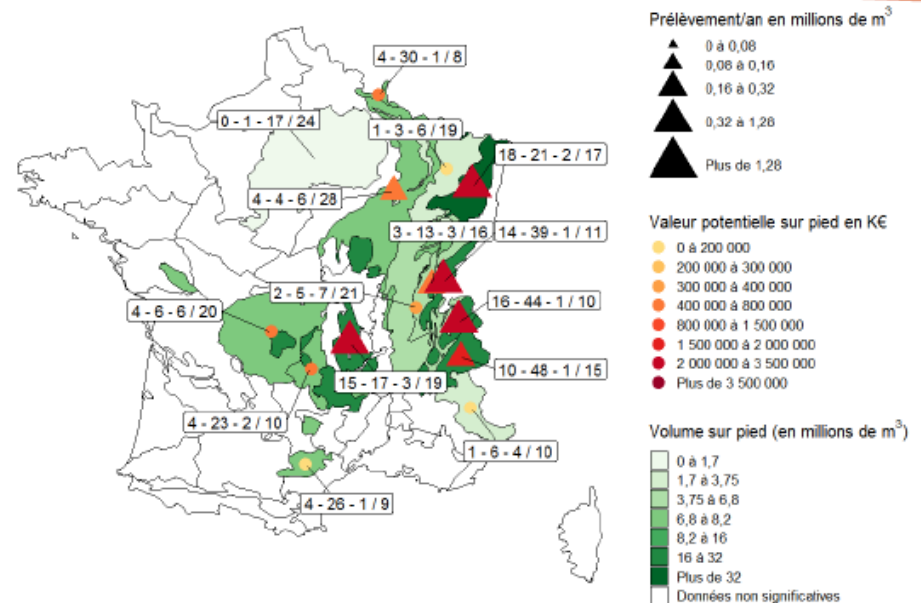 4 - 30 - 1 / 8
0 - 1 - 17 / 24
1 - 3 - 6 / 19
18 - 21 - 2 / 17
4 - 4 - 6 / 28
3 - 13 - 3 / 16
14 - 39 - 1 / 11
2 - 5 - 7 / 21
16 - 44 - 1 / 10
4 - 6 - 6 / 20
10 - 48 - 1 / 15
15 - 17 - 3 / 19
4 - 23 - 2 / 10
1 - 6 - 4 / 10
4 - 26 - 1 / 9
Prélèvement/an en millions de m³
0 à 0,08
0,08 à 0,16
0,16 à 0,32
0,32 à 1,28
Plus de 1,28
Valeur potentielle sur pied en K€
0 à 200 000
200 000 à 300 000
300 000 à 400 000
400 000 à 800 000
800 000 à 1 500 000
1 500 000 à 2 000 000
2 000 000 à 3 500 000
Plus de 3 500 000
Volume sur pied (en millions de m³)
0 à 1,7
1,7 à 3,75
3,75 à 6,8
6,8 à 8,2
8,2 à 16
16 à 32
Plus de 32
Données non significatives